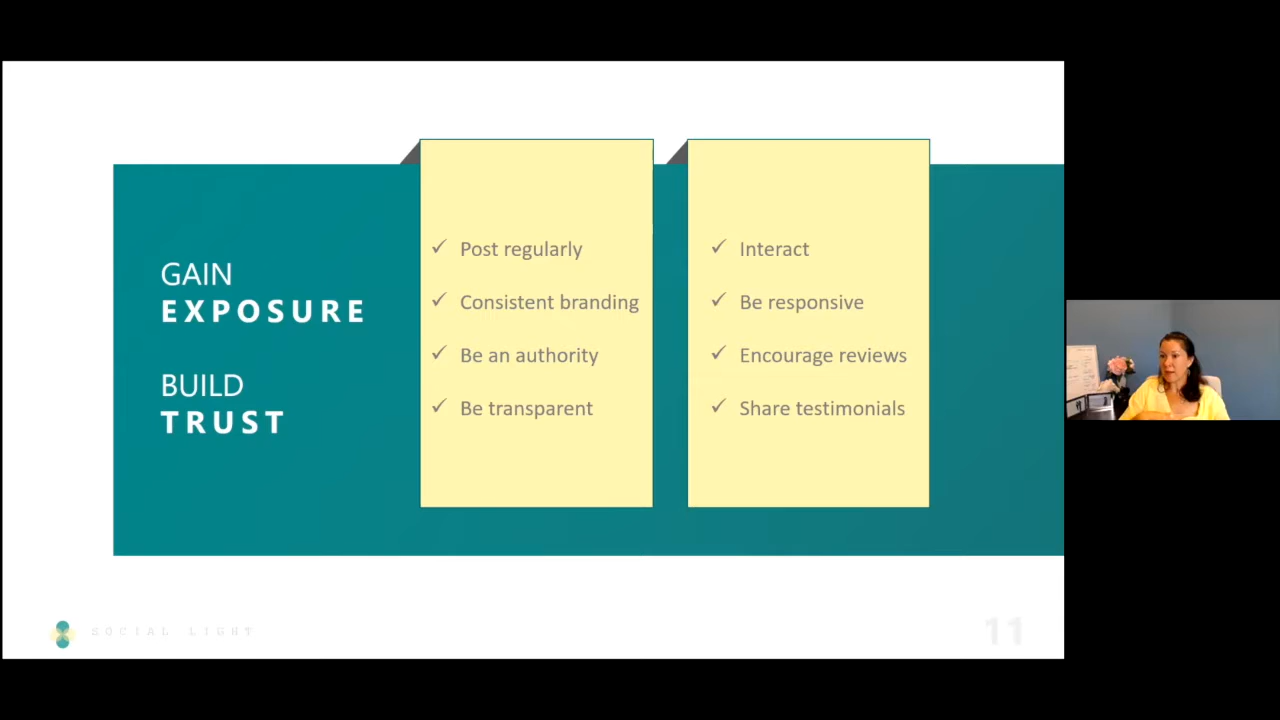 GAIN
EXPOSURE
BUILD
TRUST
Post regularly
Consistent branding
Be an authority
Be transparent
Interact
Be responsive
Encourage reviews
Share testimonials
SOCIAL LIGHT
11